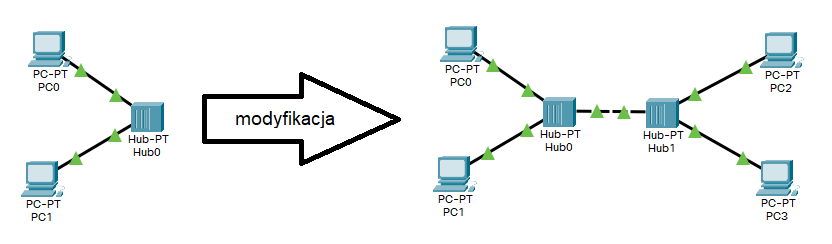 PC-PT
PC0
Hub-PT
Hub0
PC-PT
PC1
modyfikacja
PC-PT
PC0
Hub-PT
Hub0
PC-PT
PC1
Hub-PT
Hub1
PC-PT
PC2
PC-PT
PC3